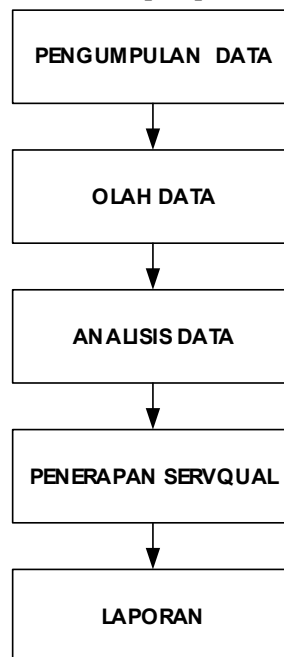 PENGUMPULAN DATA
OLAH DATA
ANALISIS DATA
PENERAPAN SERVQUAL
LAPORAN